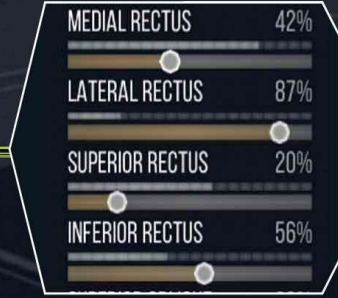 MEDIAL RECTUS 42%
LATERAL RECTUS 87%
SUPERIOR RECTUS 20%
INFERIOR RECTUS 56%